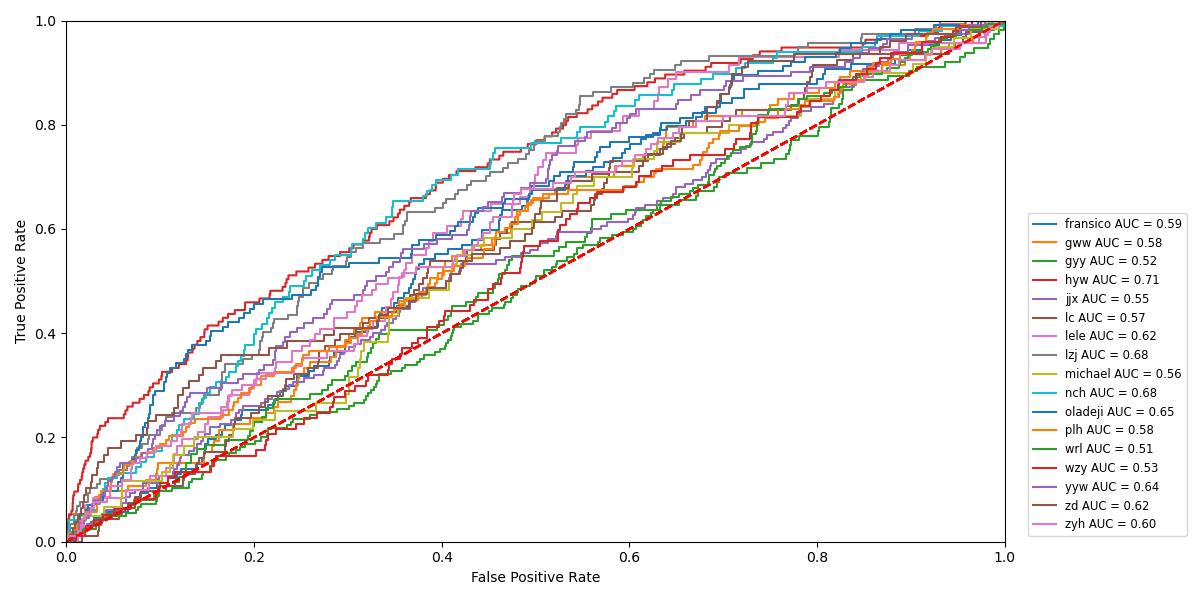 1.0
0.8
0.6
0.4
0.2
0.0
True Positive Rate
0.0 0.2 0.4 0.6 0.8 1.0
False Positive Rate
fransico AUC = 0.59
gww AUC = 0.58
gyy AUC = 0.52
hyw AUC = 0.71
jjx AUC = 0.55
lc AUC = 0.57
lele AUC = 0.62
lzj AUC = 0.68
michael AUC = 0.56
nch AUC = 0.68
oladeji AUC = 0.65
plh AUC = 0.58
wrl AUC = 0.51
wzy AUC = 0.53
yyw AUC = 0.64
zd AUC = 0.62
zyh AUC = 0.60